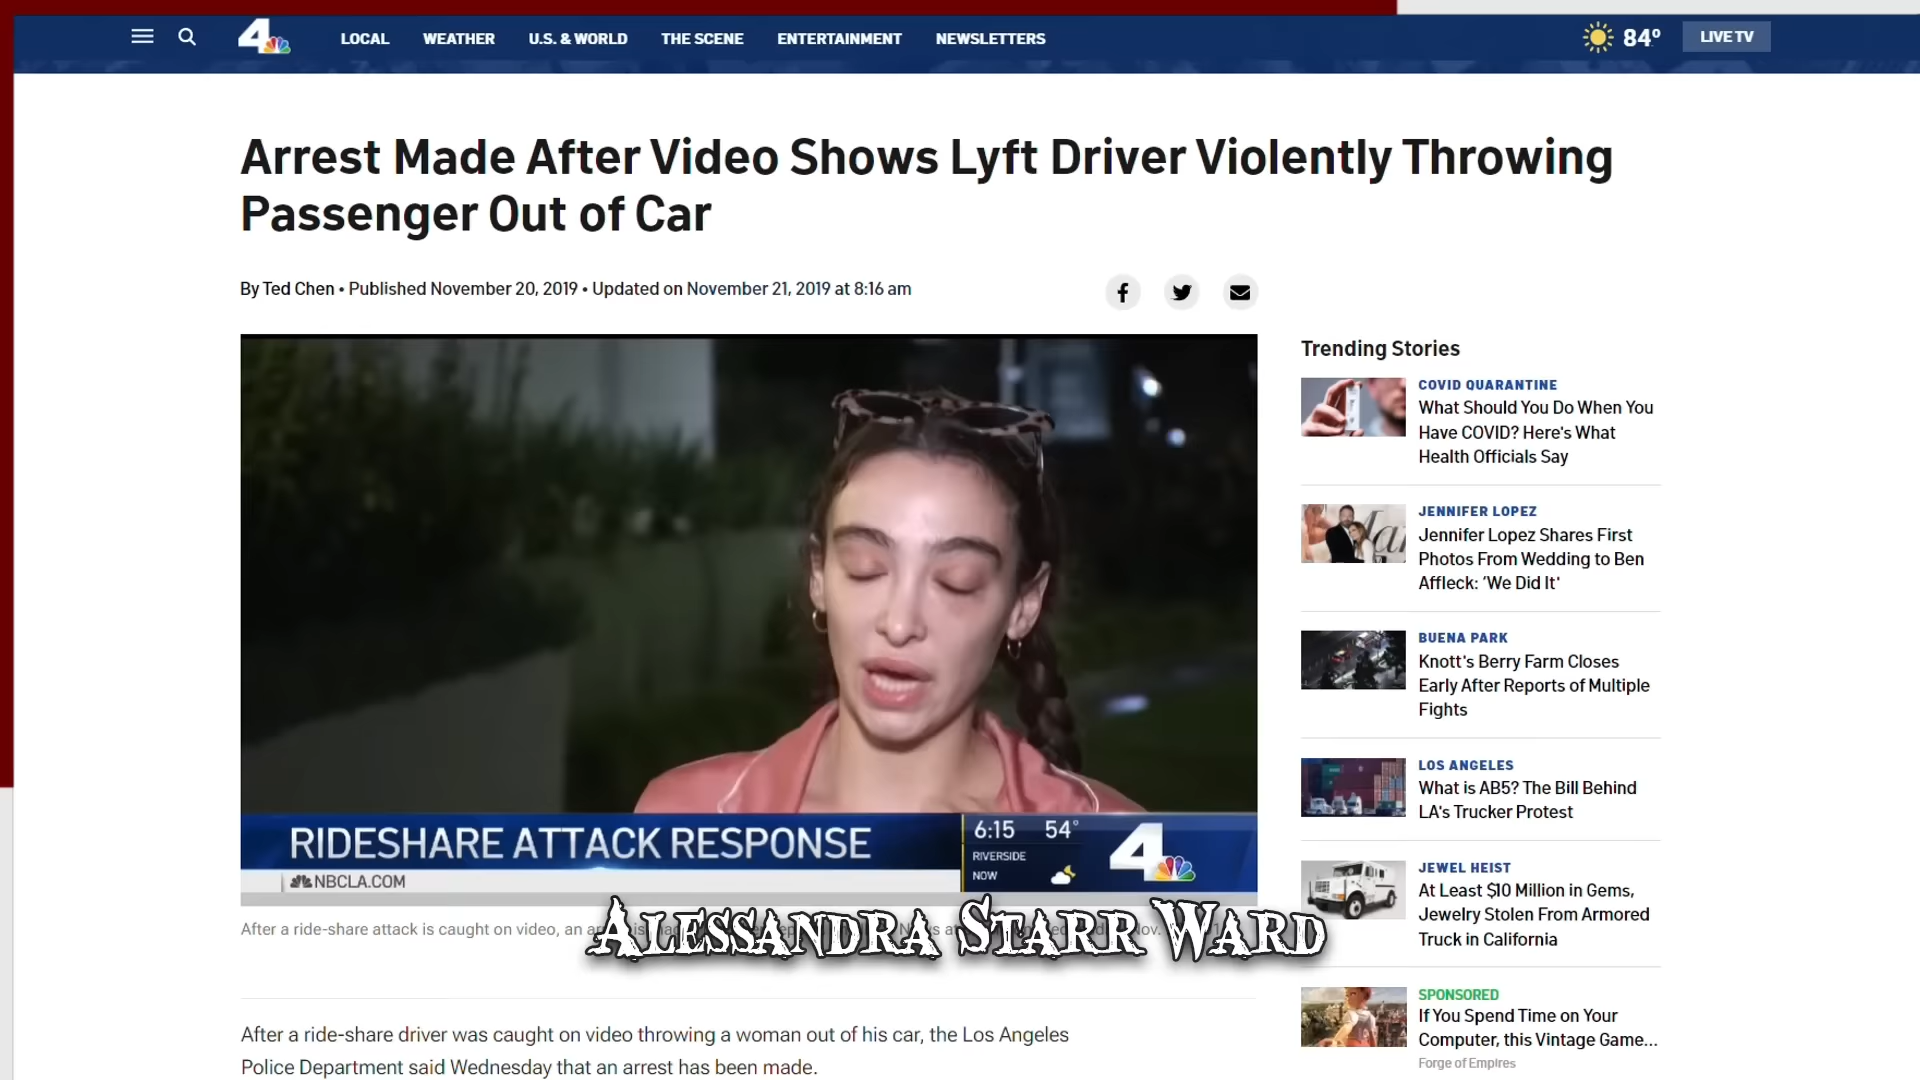 4
LOCAL
WEATHER
U.S. & WORLD
THE SCENE
ENTERTAINMENT
NEWSLETTERS
84º
LIVE TV
Arrest Made After Video Shows Lyft Driver Violently Throwing
Passenger Out of Car
By Ted Chen • Published November 20, 2019 • Updated on November 21, 2019 at 8:16 am
RIDESHARE ATTACK RESPONSE
NBCLA.COM
6:15 54°
RIVERSIDE
NOW
4
After a ride-share attack is caught on video, an
ALESSANDRA STARR WARD
After a ride-share driver was caught on video throwing a woman out of his car, the Los Angeles
Police Department said Wednesday that an arrest has been made.
Trending Stories
COVID QUARANTINE
What Should You Do When You
Have COVID? Here's What
Health Officials Say
JENNIFER LOPEZ
Jennifer Lopez Shares First
Photos From Wedding to Ben
Affleck: 'We Did It'
BUENA PARK
Knott's Berry Farm Closes
Early After Reports of Multiple
Fights
LOS ANGELES
What is AB5? The Bill Behind
LA's Trucker Protest
JEWEL HEIST
At Least $10 Million in Gems,
Jewelry Stolen From Armored
Truck in California
SPONSORED
If You Spend Time on Your
Computer, this Vintage Game...
Forge of Empires